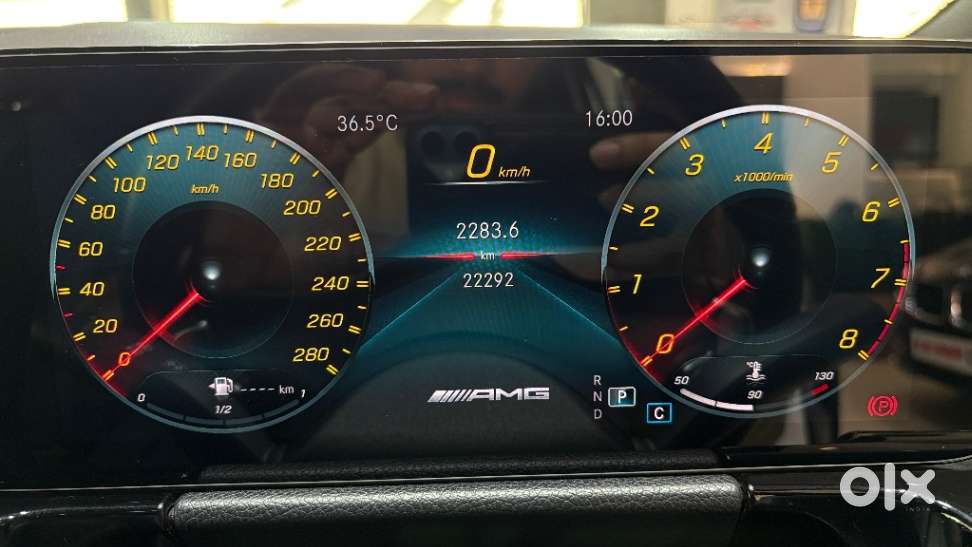 36.5°C
16:00
0 km/h
2283.6
km
22292
0
20
40
60
80
100
120
140
160
180
200
220
240
260
280
km/h
0
1/2
1
---- km
0
1
2
3
4
5
6
7
8
x1000/min
50
90
130
°C
AMG
R
N P
D
C
(P)
olx
INDIA